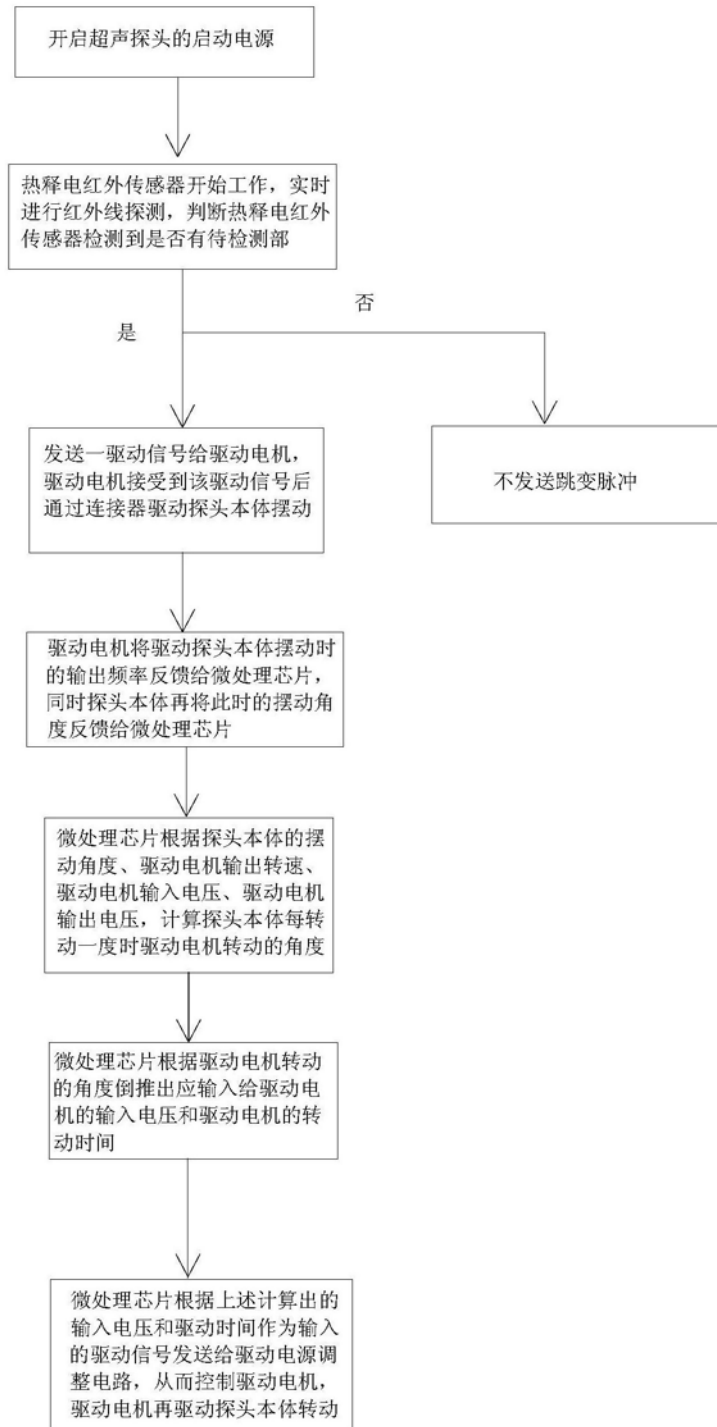 开启超声探头的启动电源
热释电红外传感器开始工作，实时
进行红外线探测，判断热释电红外
传感器检测到是否有待检测部
否
是
发送一驱动信号给驱动电机，
驱动电机接受到该驱动信号后
通过连接器驱动探头本体摆动
不发送跳变脉冲
驱动电机将驱动探头本体摆动时
的输出频率反馈给微处理芯片，
同时探头本体再将此时的摆动角
度反馈给微处理芯片
微处理芯片根据探头本体的摆
动角度、驱动电机输出转速、
驱动电机输入电压、驱动电机
输出电压，计算探头本体每转
动一度时驱动电机转动的角度
微处理芯片根据驱动电机转动
的角度倒推出应输入给驱动电
机的输入电压和驱动电机的转
动时间
微处理芯片根据上述计算出的
输入电压和驱动时间作为输入
的驱动信号发送给驱动电源调
整电路，从而控制驱动电机，
驱动电机再驱动探头本体转动